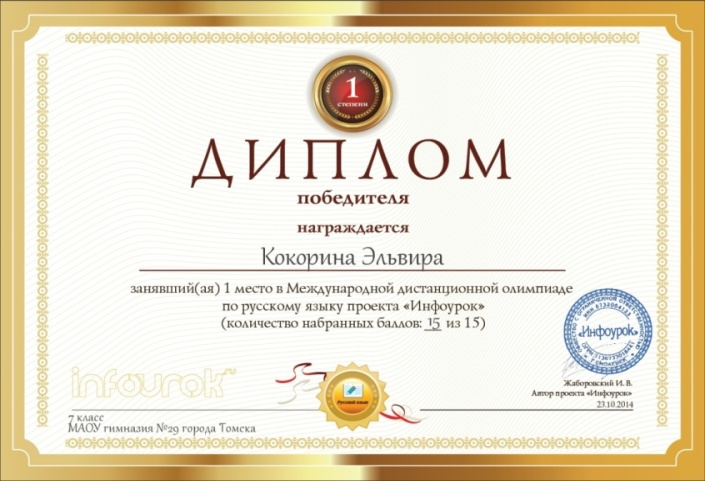 1
степени
ДИПЛОМ
победителя
награждается
Кокорина Эльвира
занявший(ая) 1 место в Международной дистанционной олимпиаде
по русскому языку проекта «Инфоурок»
(количество набранных баллов: 15 из 15)
«Инфоурок»
infourok
Русский язык
Жаборовский И. В.
Автор проекта «Инфоурок»
23.10.2014
7 класс
МАОУ гимназия №29 города Томска